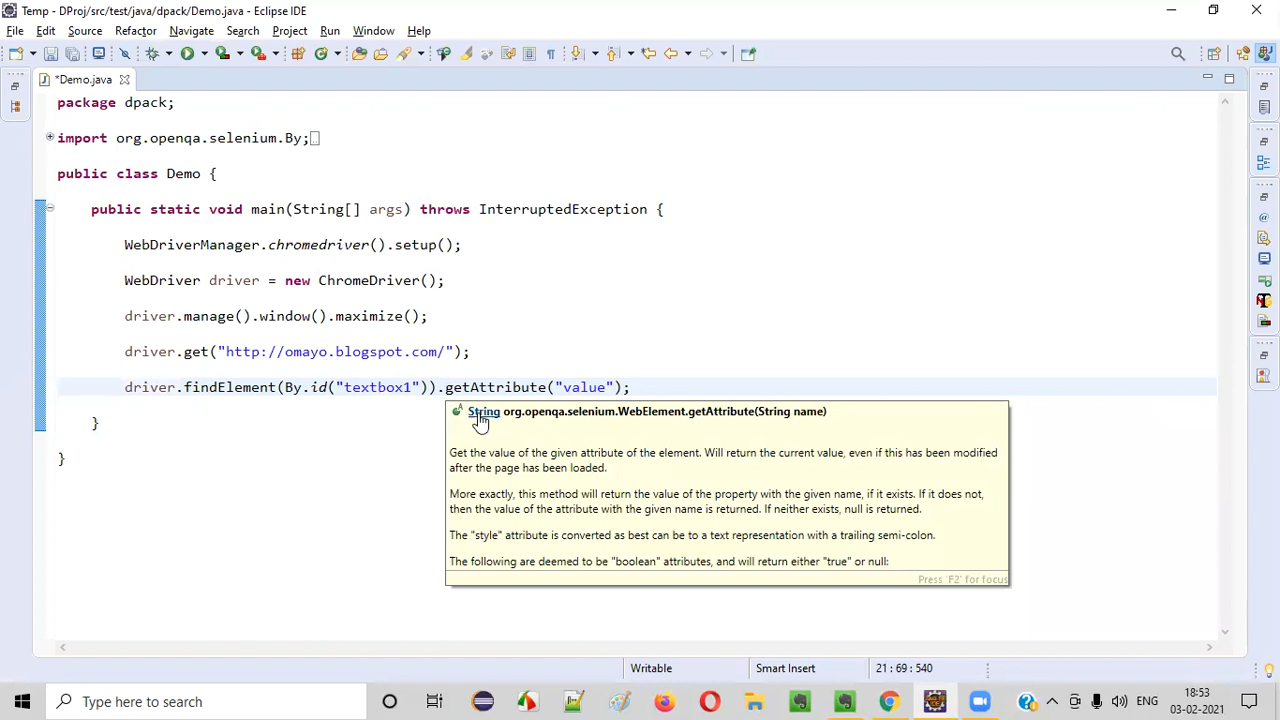 Temp - DProj/src/test/java/dpack/Demo.java - Eclipse IDE
File Edit Source Refactor Navigate Search Project Run Window Help
*Demo.java
package dpack;
import org.openqa.selenium.By;
public class Demo {
public static void main(String[] args) throws InterruptedException {
WebDriverManager.chromedriver().setup();
WebDriver driver = new ChromeDriver();
driver.manage().window().maximize();
driver.get("http://omayo.blogspot.com/");
driver.findElement(By.id("textbox1")).getAttribute("value");
}
}
String org.openqa.selenium.WebElement.getAttribute(String name)
Get the value of the given attribute of the element. Will return the current value, even if this has been modified
after the page has been loaded.
More exactly, this method will return the value of the property with the given name, if it exists. If it does not,
then the value of the attribute with the given name is returned. If neither exists, null is returned.
The "style" attribute is converted as best can be to a text representation with a trailing semi-colon.
The following are deemed to be "boolean" attributes, and will return either "true" or null:
Press 'F2' for focus
Writable Smart Insert 21 : 69 : 540
Type here to search
ENG
18:53
03-02-2021